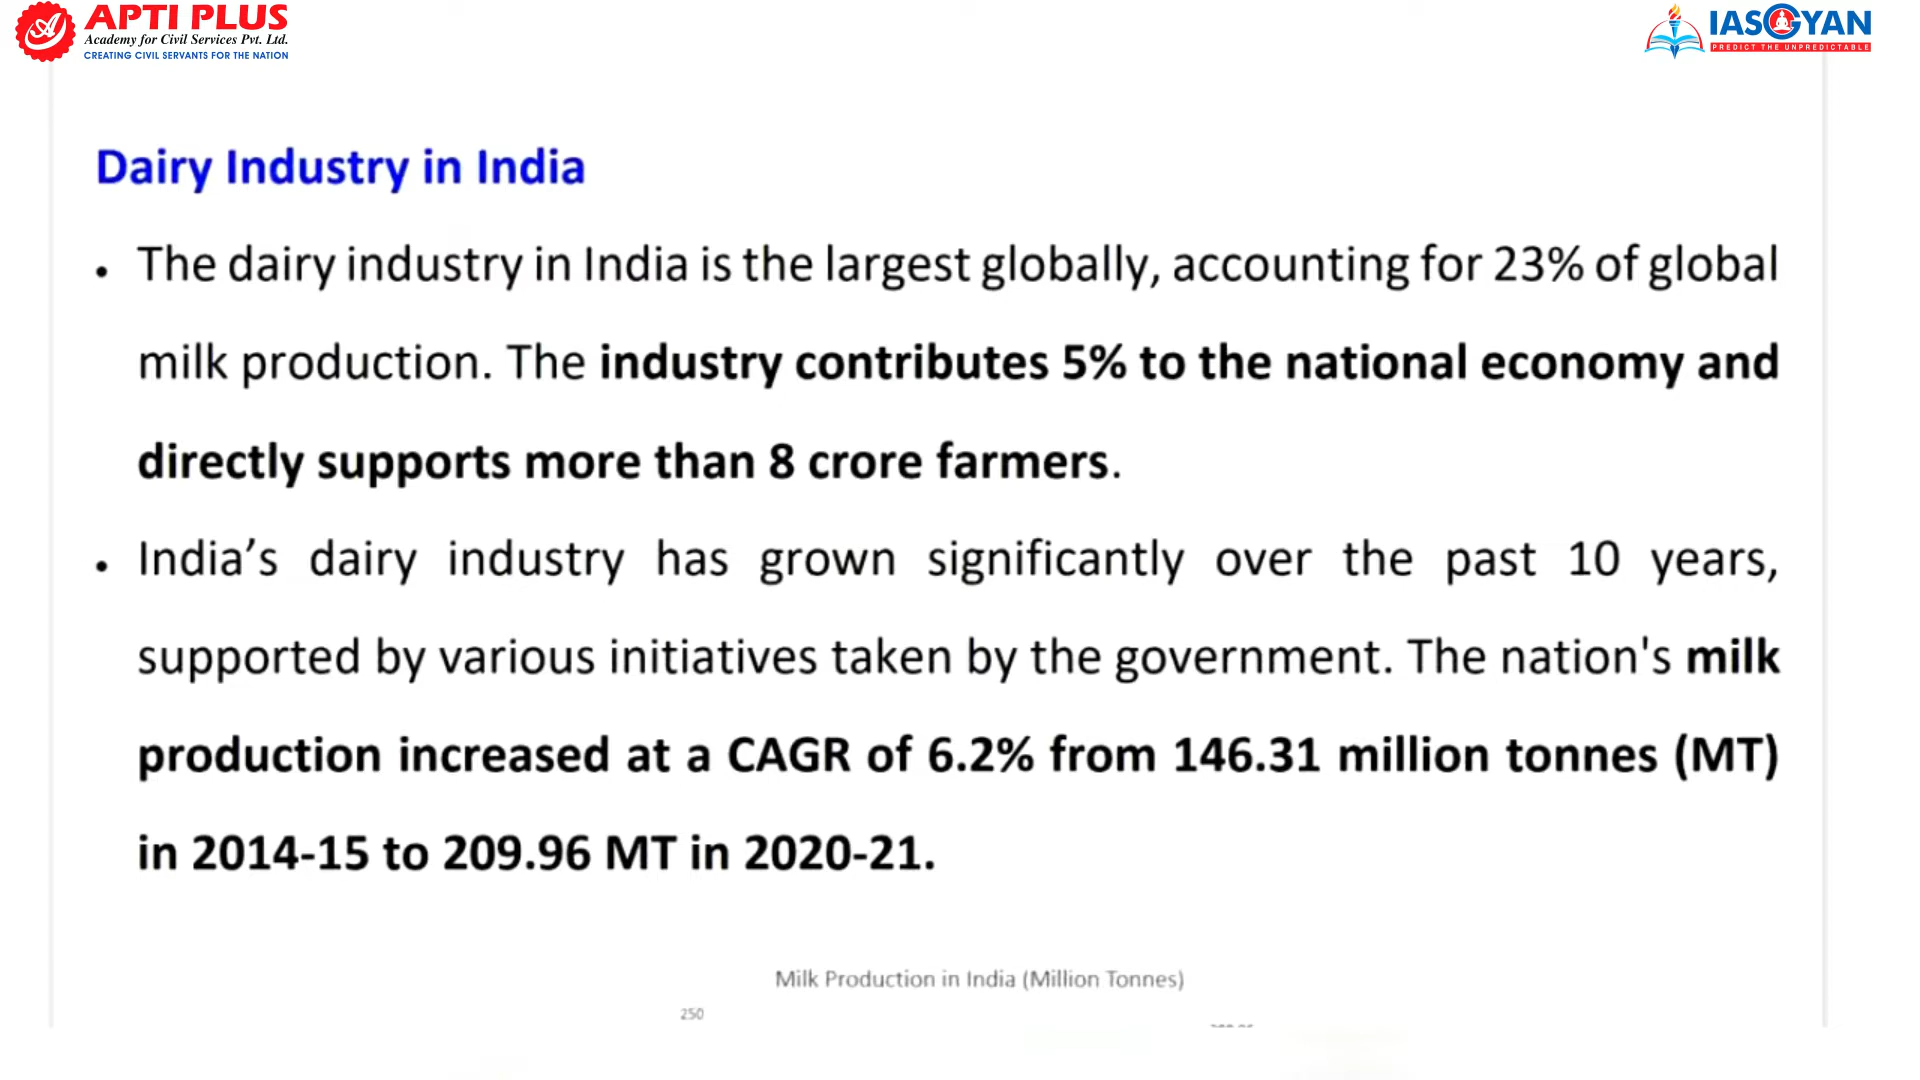 APTI PLUS
Academy for Civil Services Pvt. Ltd.
CREATING CIVIL SERVANTS FOR THE NATION
IASGYAN
PREDICT THE UNPREDICTABLE
Dairy Industry in India
• The dairy industry in India is the largest globally, accounting for 23% of global
milk production. The industry contributes 5% to the national economy and
directly supports more than 8 crore farmers.
• India’s dairy industry has grown significantly over the past 10 years,
supported by various initiatives taken by the government. The nation's milk
production increased at a CAGR of 6.2% from 146.31 million tonnes (MT)
in 2014-15 to 209.96 MT in 2020-21.
Milk Production in India (Million Tonnes)
250